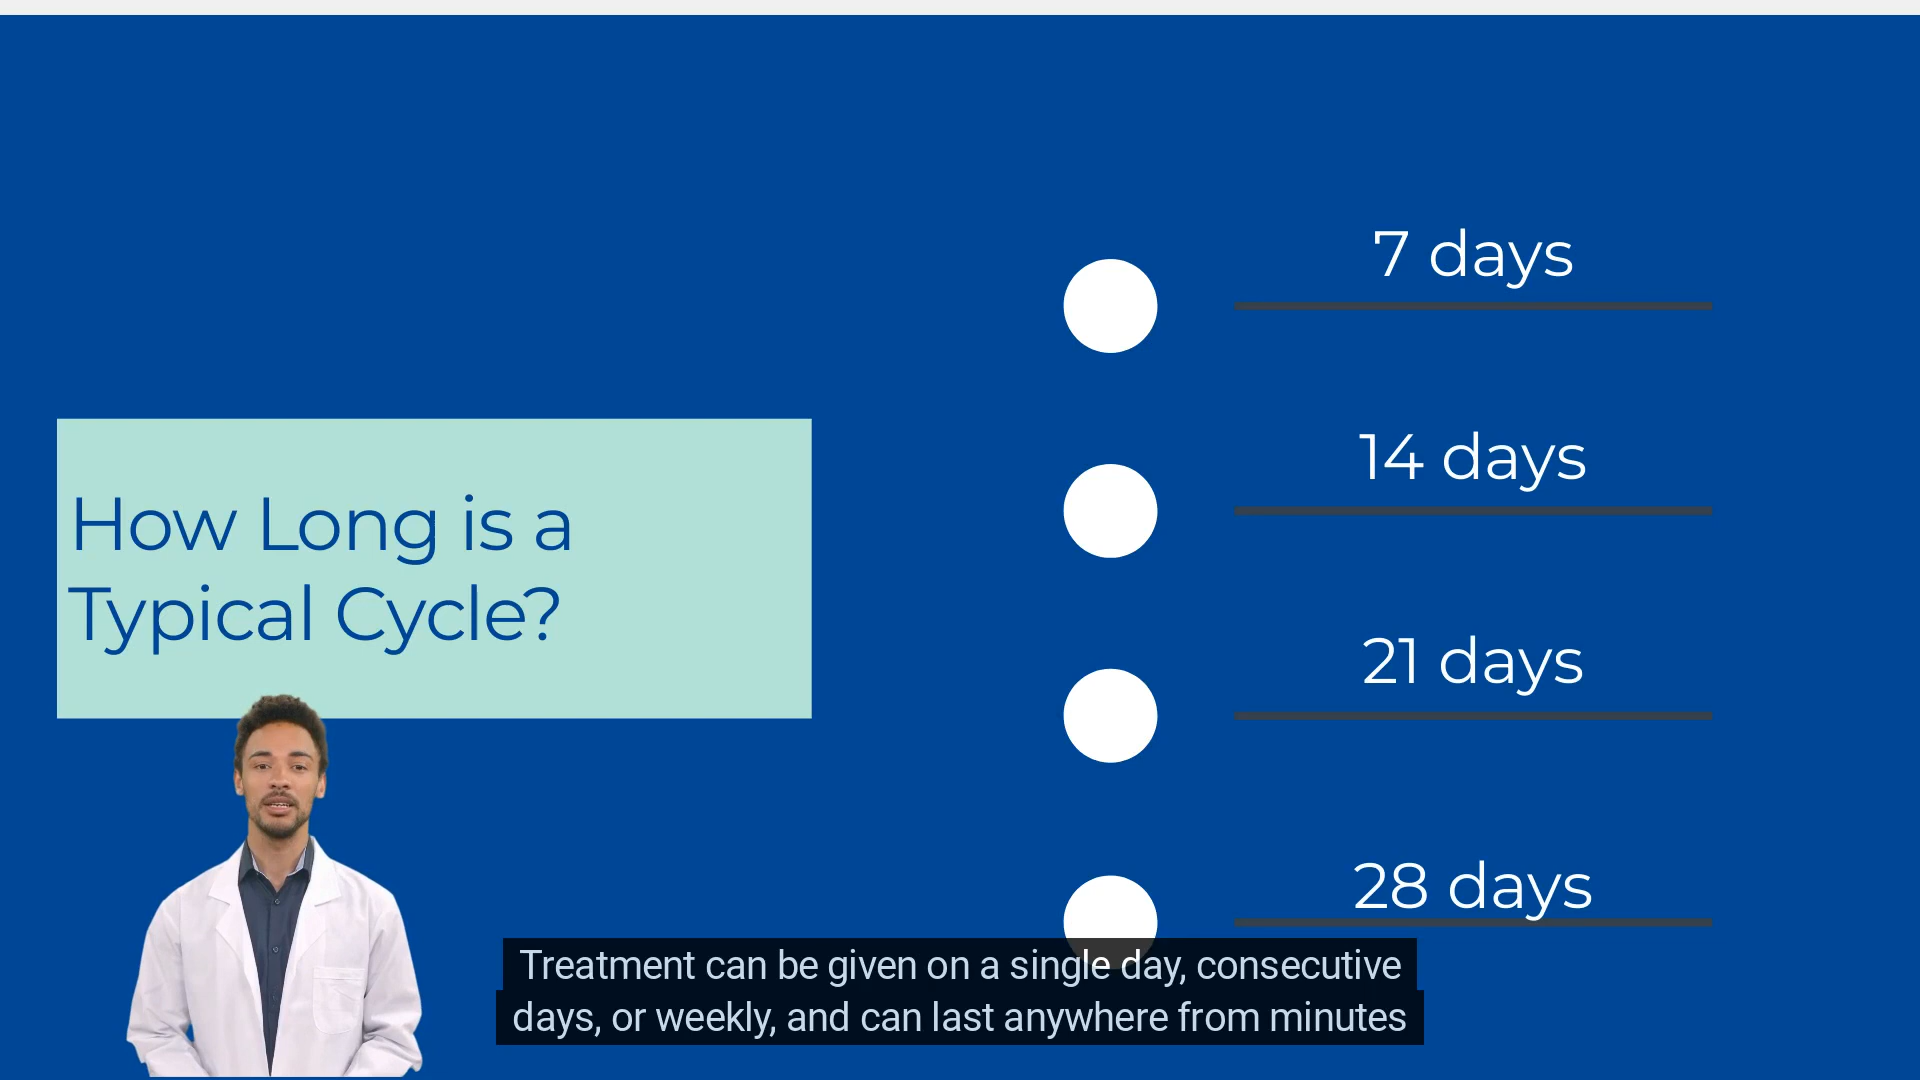 How Long is a
Typical Cycle?
7 days
14 days
21 days
28 days
Treatment can be given on a single day, consecutive
days, or weekly, and can last anywhere from minutes